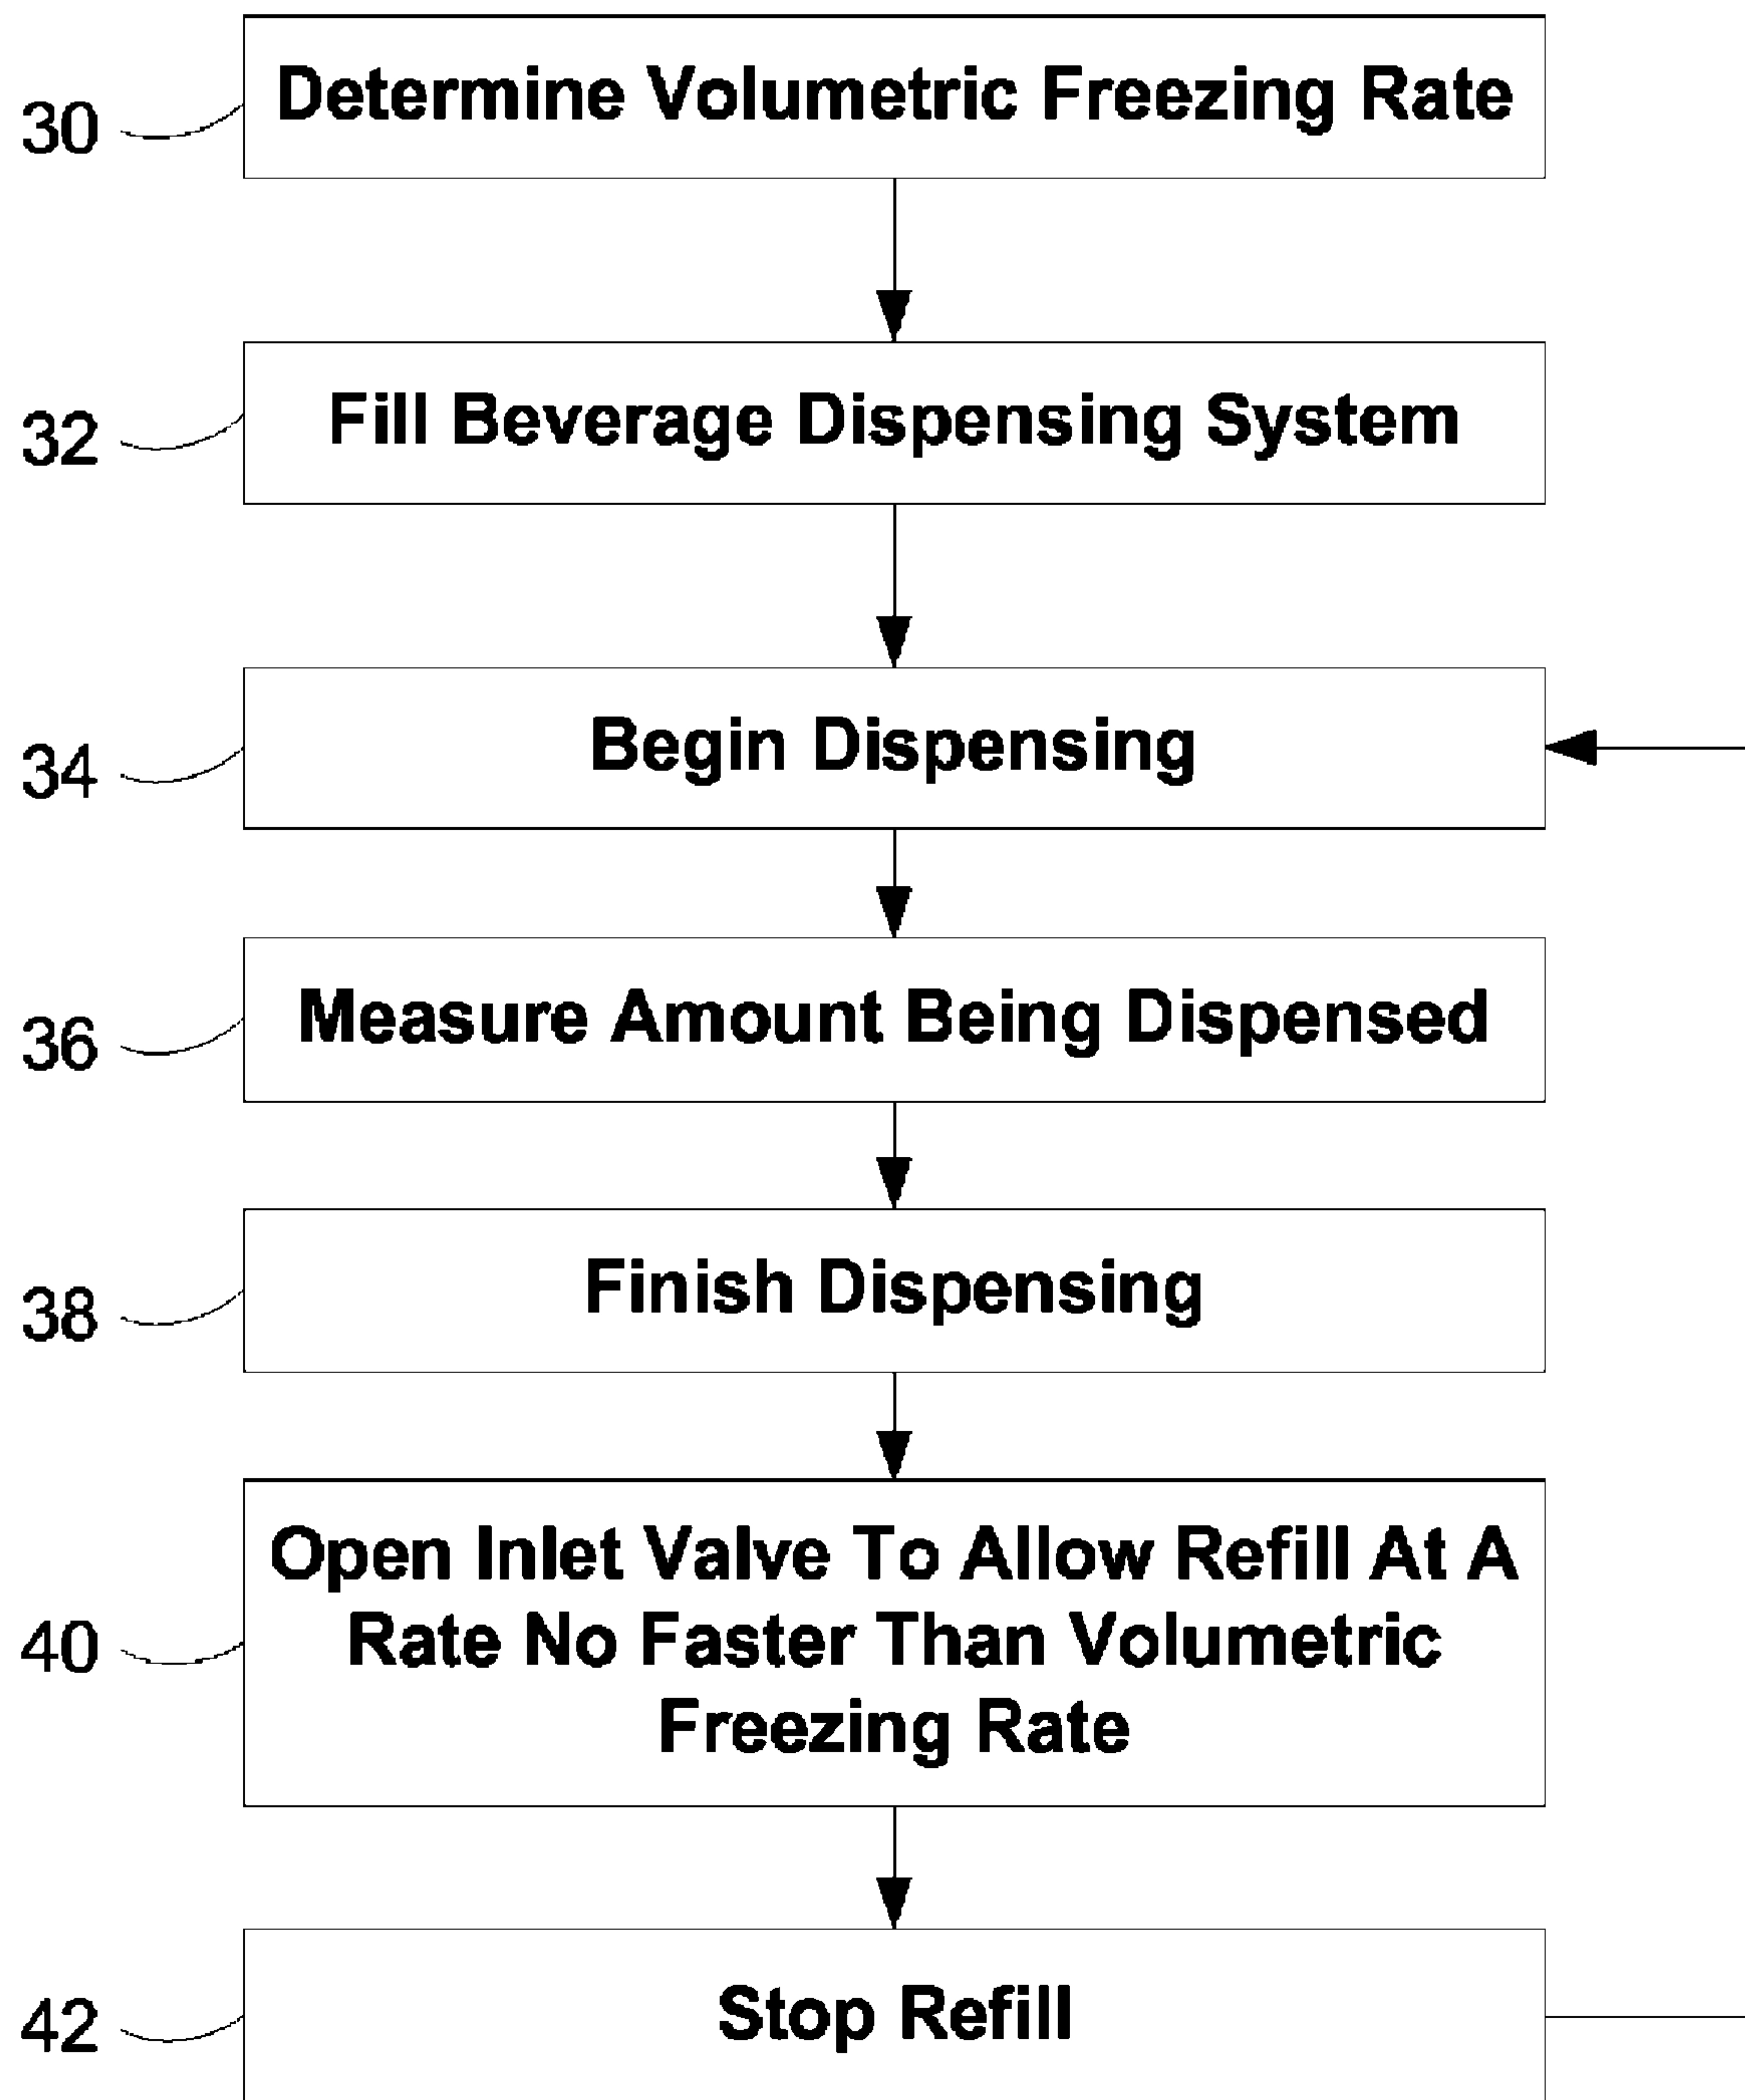 30 Determine Volumetric Freezing Rate
32 Fill Beverage Dispensing System
34 Begin Dispensing
36 Measure Amount Being Dispensed
38 Finish Dispensing
Open Inlet Valve To Allow Refill At A
40 Rate No Faster Than Volumetric
Freezing Rate
42 Stop Refill